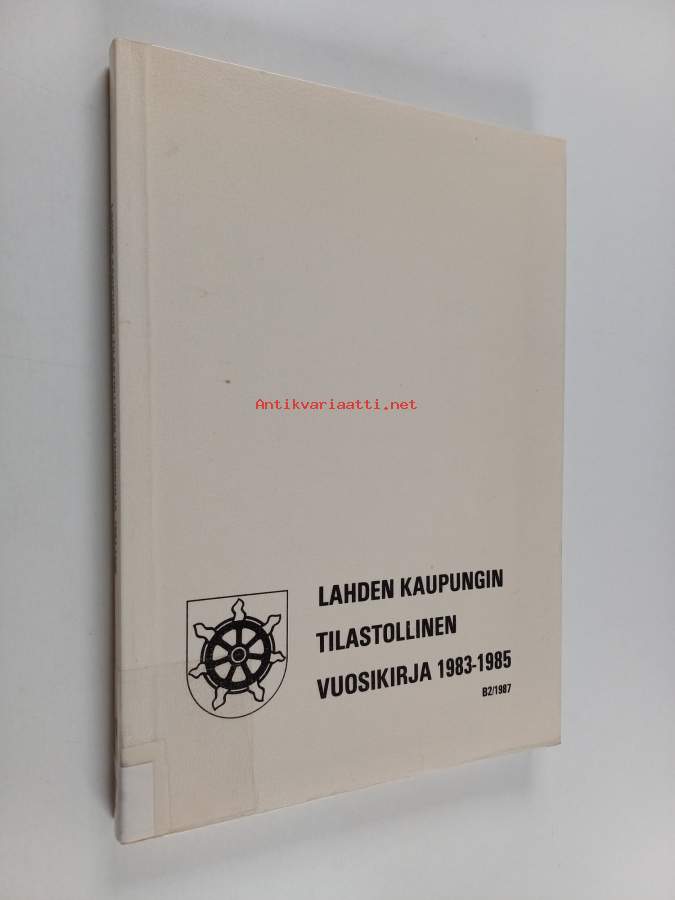 Antikvariaatti.net
LAHDEN KAUPUNGIN
TILASTOLLINEN
VUOSIKIRJA 1983-1985
B2/1987